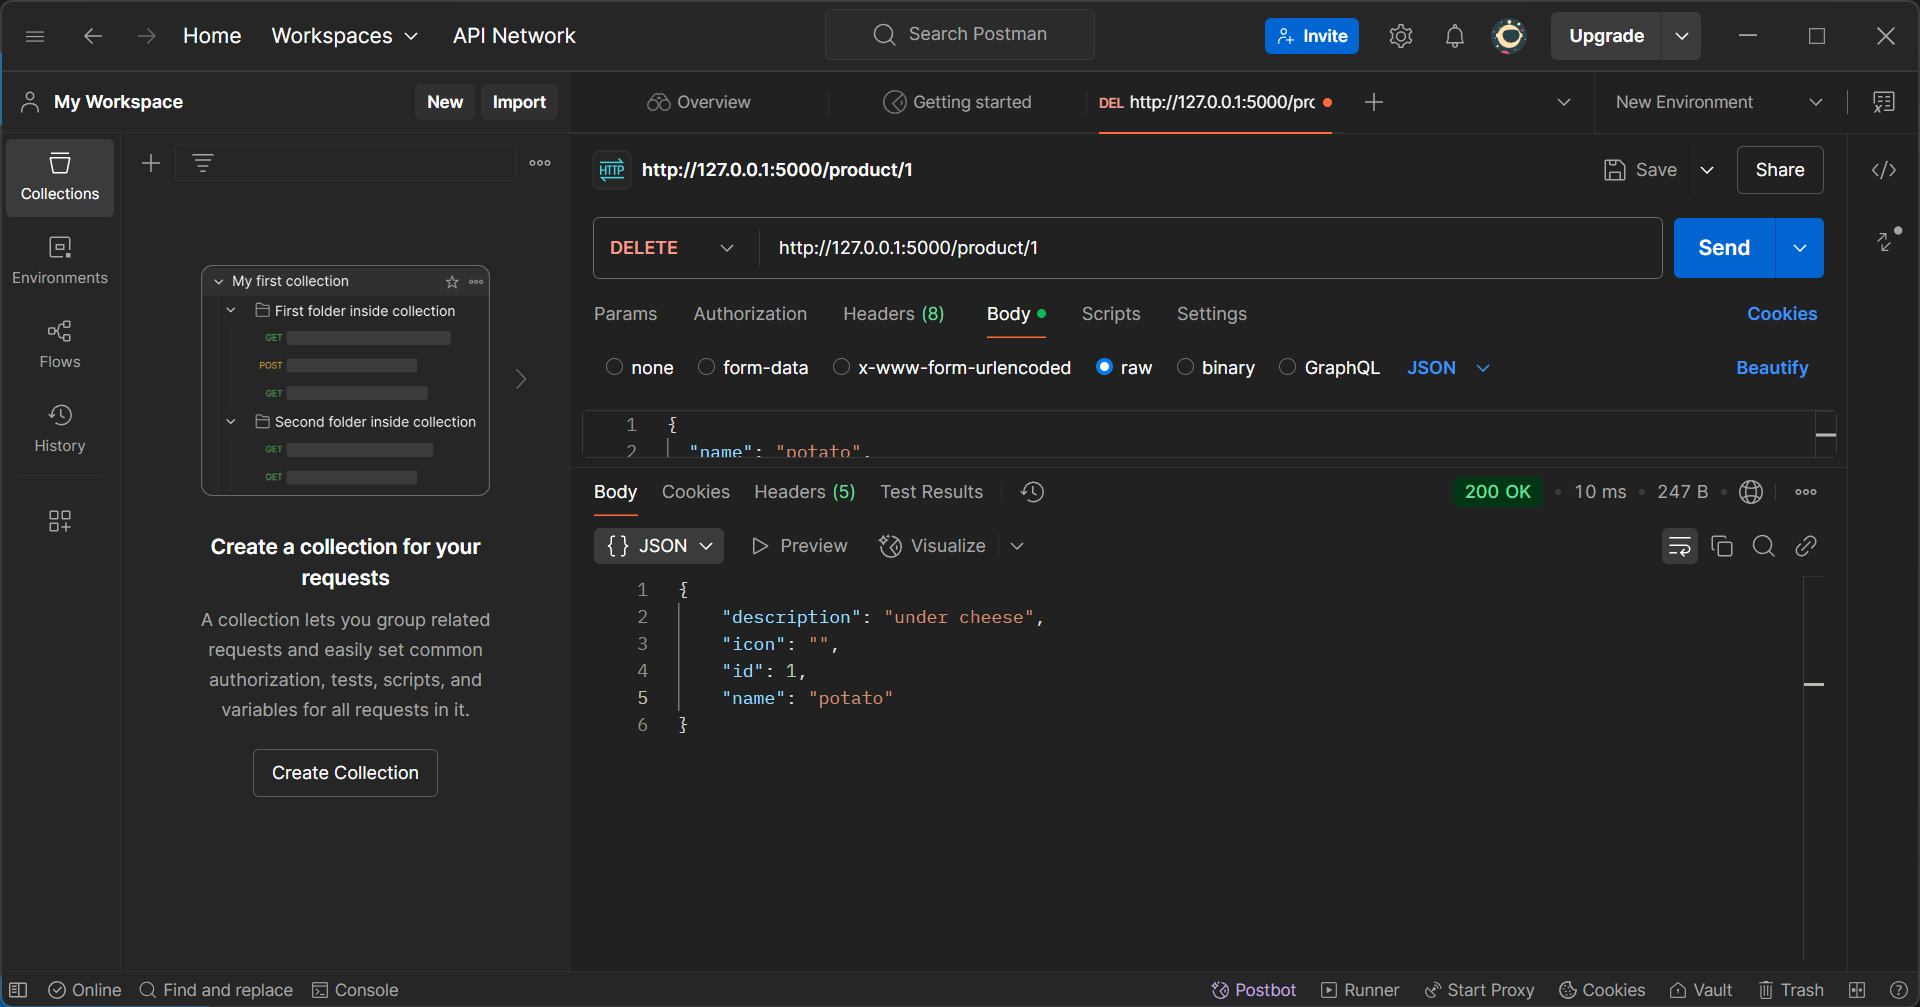 Home Workspaces API Network Search Postman Invite Upgrade
My Workspace New Import Overview Getting started DEL http://127.0.0.1:5000/prc New Environment
Collections
Environments
Flows
History
My first collection
First folder inside collection
GET
POST
GET
Second folder inside collection
GET
GET
Create a collection for your
requests
A collection lets you group related
requests and easily set common
authorization, tests, scripts, and
variables for all requests in it.
Create Collection
HTTP http://127.0.0.1:5000/product/1 Save Share
DELETE http://127.0.0.1:5000/product/1 Send
Params Authorization Headers (8) Body Scripts Settings Cookies
none form-data x-www-form-urlencoded raw binary GraphQL JSON Beautify
1 {
2 "name": "potato",
Body Cookies Headers (5) Test Results 200 OK 10 ms 247 B
{} JSON Preview Visualize
1 {
2 "description": "under cheese",
3 "icon": "",
4 "id": 1,
5 "name": "potato"
6 }
Online Find and replace Console Postbot Runner Start Proxy Cookies Vault Trash